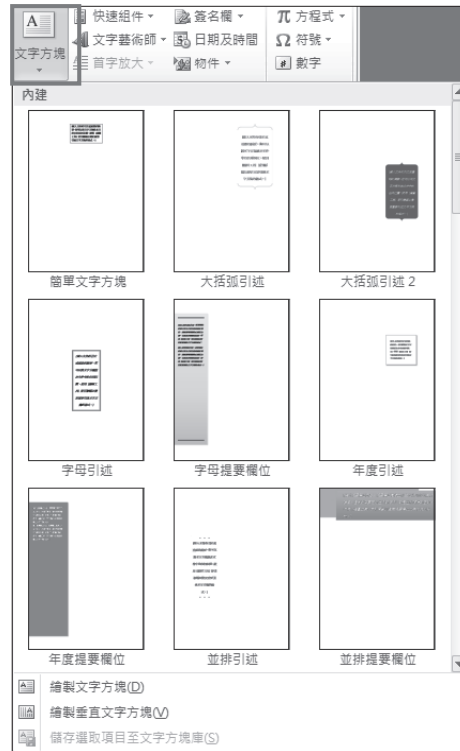 快速組件 簽名欄 π 方程式
文字藝術師 日期及時間 Ω 符號
文字方塊
首字放大 物件 # 數字
內建
簡單文字方塊 大括弧引述 大括弧引述 2
字母引述 字母提要欄位 年度引述
年度提要欄位 並排引述 並排提要欄位
繪製文字方塊(D)
繪製垂直文字方塊(V)
儲存選取項目至文字方塊庫(S)